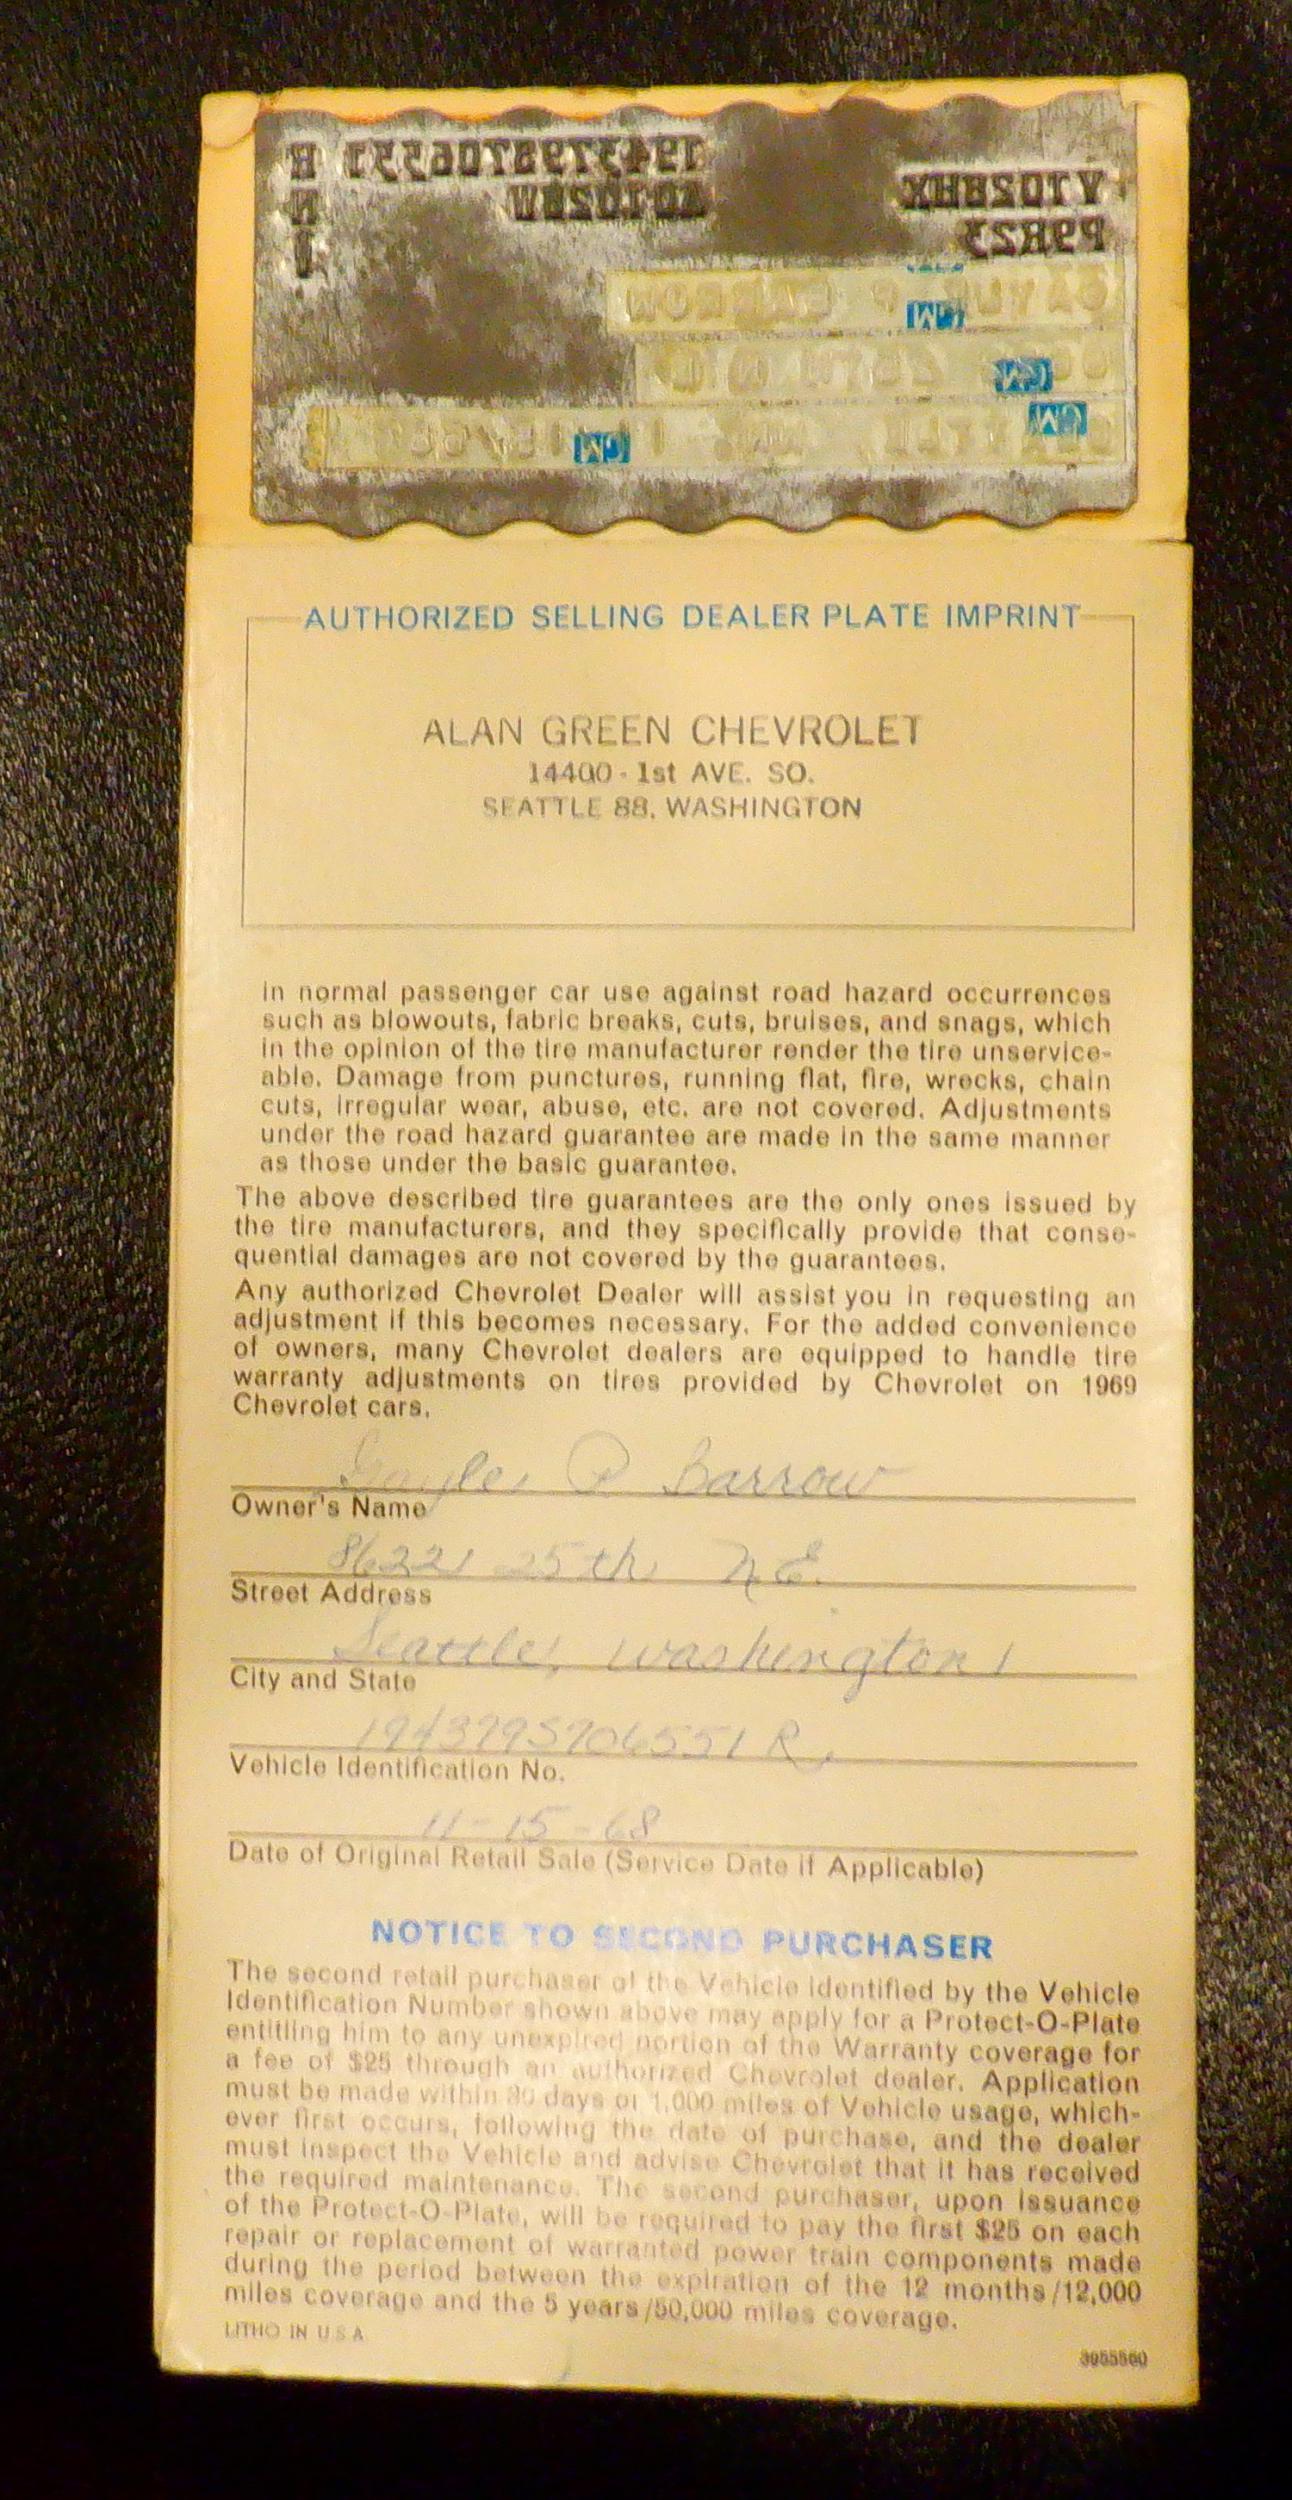 GAYLE P BARROW
AUTHORIZED SELLING DEALER PLATE IMPRINT
ALAN GREEN CHEVROLET
14400 - 1st AVE. SO.
SEATTLE 88, WASHINGTON
in normal passenger car use against road hazard occurrences
such as blowouts, fabric breaks, cuts, bruises, and snags, which
in the opinion of the tire manufacturer render the tire unservice-
able. Damage from punctures, running flat, fire, wrecks, chain
cuts, irregular wear, abuse, etc. are not covered. Adjustments
under the road hazard guarantee are made in the same manner
as those under the basic guarantee.
The above described tire guarantees are the only ones issued by
the tire manufacturers, and they specifically provide that conse-
quential damages are not covered by the guarantees.
Any authorized Chevrolet Dealer will assist you in requesting an
adjustment if this becomes necessary. For the added convenience
of owners, many Chevrolet dealers are equipped to handle tire
warranty adjustments on tires provided by Chevrolet on 1969
Chevrolet cars.
Gayle P Barrow
Owner's Name
25th N.E.
Street Address
Seattle, Washington
City and State
194379S706551 R
Vehicle Identification No.
11-15-68
Date of Original Retail Sale (Service Date if Applicable)
NOTICE TO SECOND PURCHASER
The second retail purchaser of the Vehicle identified by the Vehicle
Identification Number shown above may apply for a Protect-O-Plate
entitling him to any unexpired portion of the Warranty coverage for
a fee of $25 through an authorized Chevrolet dealer. Application
must be made within 30 days or 1,000 miles of Vehicle usage, which-
ever first occurs, following the date of purchase, and the dealer
must inspect the Vehicle and advise Chevrolet that it has received
the required maintenance. The second purchaser, upon issuance
of the Protect-O-Plate, will be required to pay the first $25 on each
repair or replacement of warranted power train components made
during the period between the expiration of the 12 months/12,000
miles coverage and the 5 years/50,000 miles coverage.
LITHO IN U S A
3955560